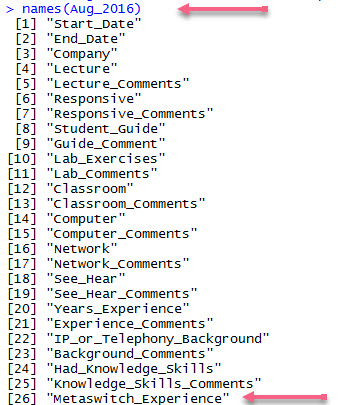 > names(Aug_2016)
[1] "Start_Date"
[2] "End_Date"
[3] "Company"
[4] "Lecture"
[5] "Lecture_Comments"
[6] "Responsive"
[7] "Responsive_Comments"
[8] "Student_Guide"
[9] "Guide_Comment"
[10] "Lab_Exercises"
[11] "Lab_Comments"
[12] "Classroom"
[13] "Classroom_Comments"
[14] "Computer"
[15] "Computer_Comments"
[16] "Network"
[17] "Network_Comments"
[18] "See_Hear"
[19] "See_Hear_Comments"
[20] "Years_Experience"
[21] "Experience_Comments"
[22] "IP_or_Telephony_Background"
[23] "Background_Comments"
[24] "Had_Knowledge_Skills"
[25] "Knowledge_Skills_Comments"
[26] "Metaswitch_Experience"